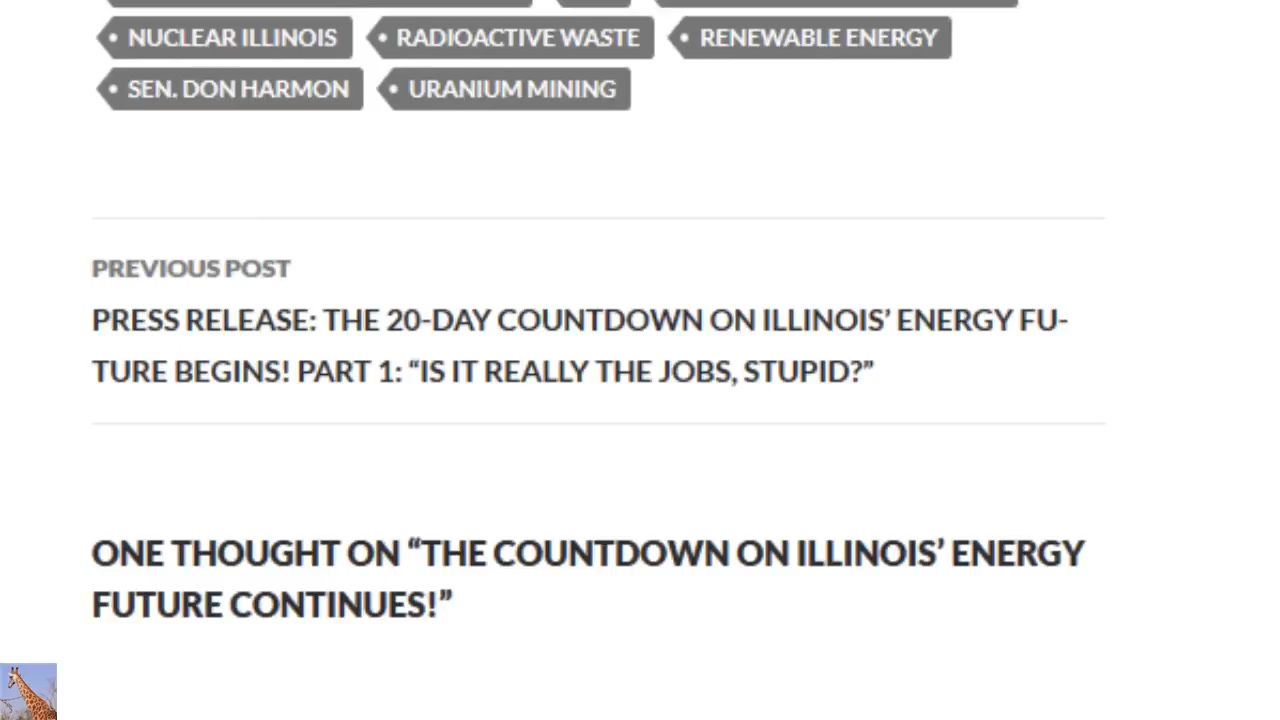 NUCLEAR ILLINOIS RADIOACTIVE WASTE RENEWABLE ENERGY
SEN. DON HARMON URANIUM MINING
PREVIOUS POST
PRESS RELEASE: THE 20-DAY COUNTDOWN ON ILLINOIS’ ENERGY FU-
TURE BEGINS! PART 1: “IS IT REALLY THE JOBS, STUPID?”
ONE THOUGHT ON “THE COUNTDOWN ON ILLINOIS’ ENERGY
FUTURE CONTINUES!”